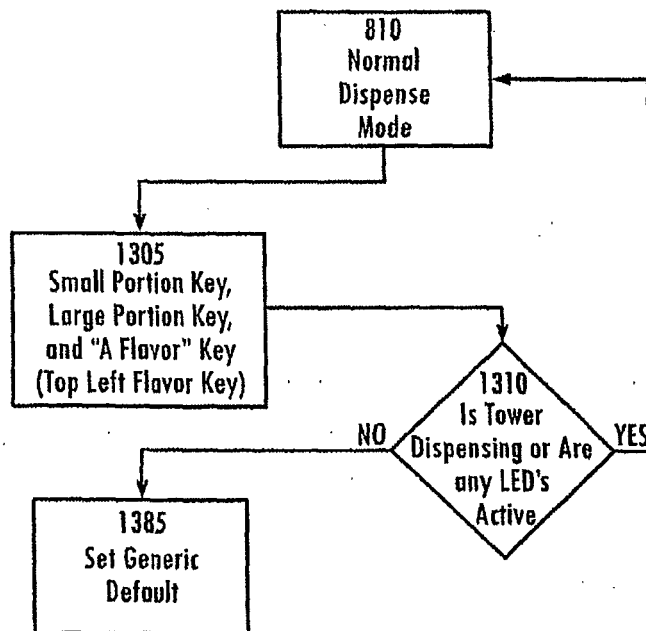 810
Normal
Dispense
Mode
1305
Small Portion Key,
Large Portion Key,
and "A Flavor" Key
(Top Left Flavor Key)
1310
Is Tower
Dispensing or Are
any LED's
Active
NO
YES
1385
Set Generic
Default